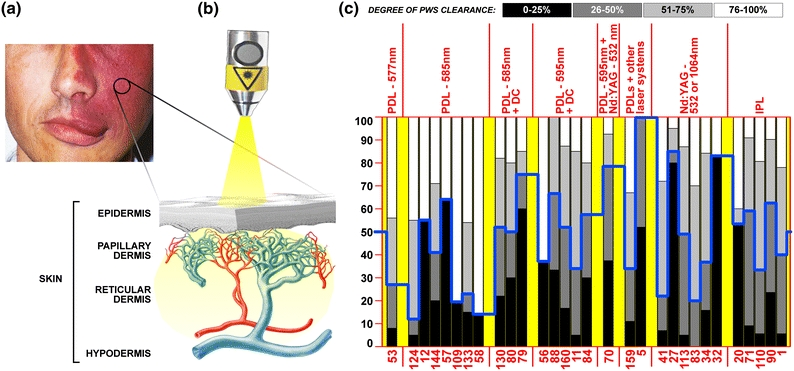 (a)
(b)
(c)
DEGREE OF PWS CLEARANCE:
0-25%
26-50%
51-75%
76-100%
PDL - 577nm
PDL - 585nm
PDL - 585nm
+ DC
PDL - 595nm
+ DC
PDL - 595nm +
Nd:YAG - 532 nm
PDLs + other
laser systems
Nd:YAG -
532 or 1064nm
IPL
EPIDERMIS
PAPILLARY
DERMIS
SKIN
RETICULAR
DERMIS
HYPODERMIS
100
90
80
70
60
50
40
30
20
10
0
53
124
12
144
57
109
133
58
130
80
79
56
88
160
11
84
70
159
5
41
27
113
83
34
32
20
71
110
90
1